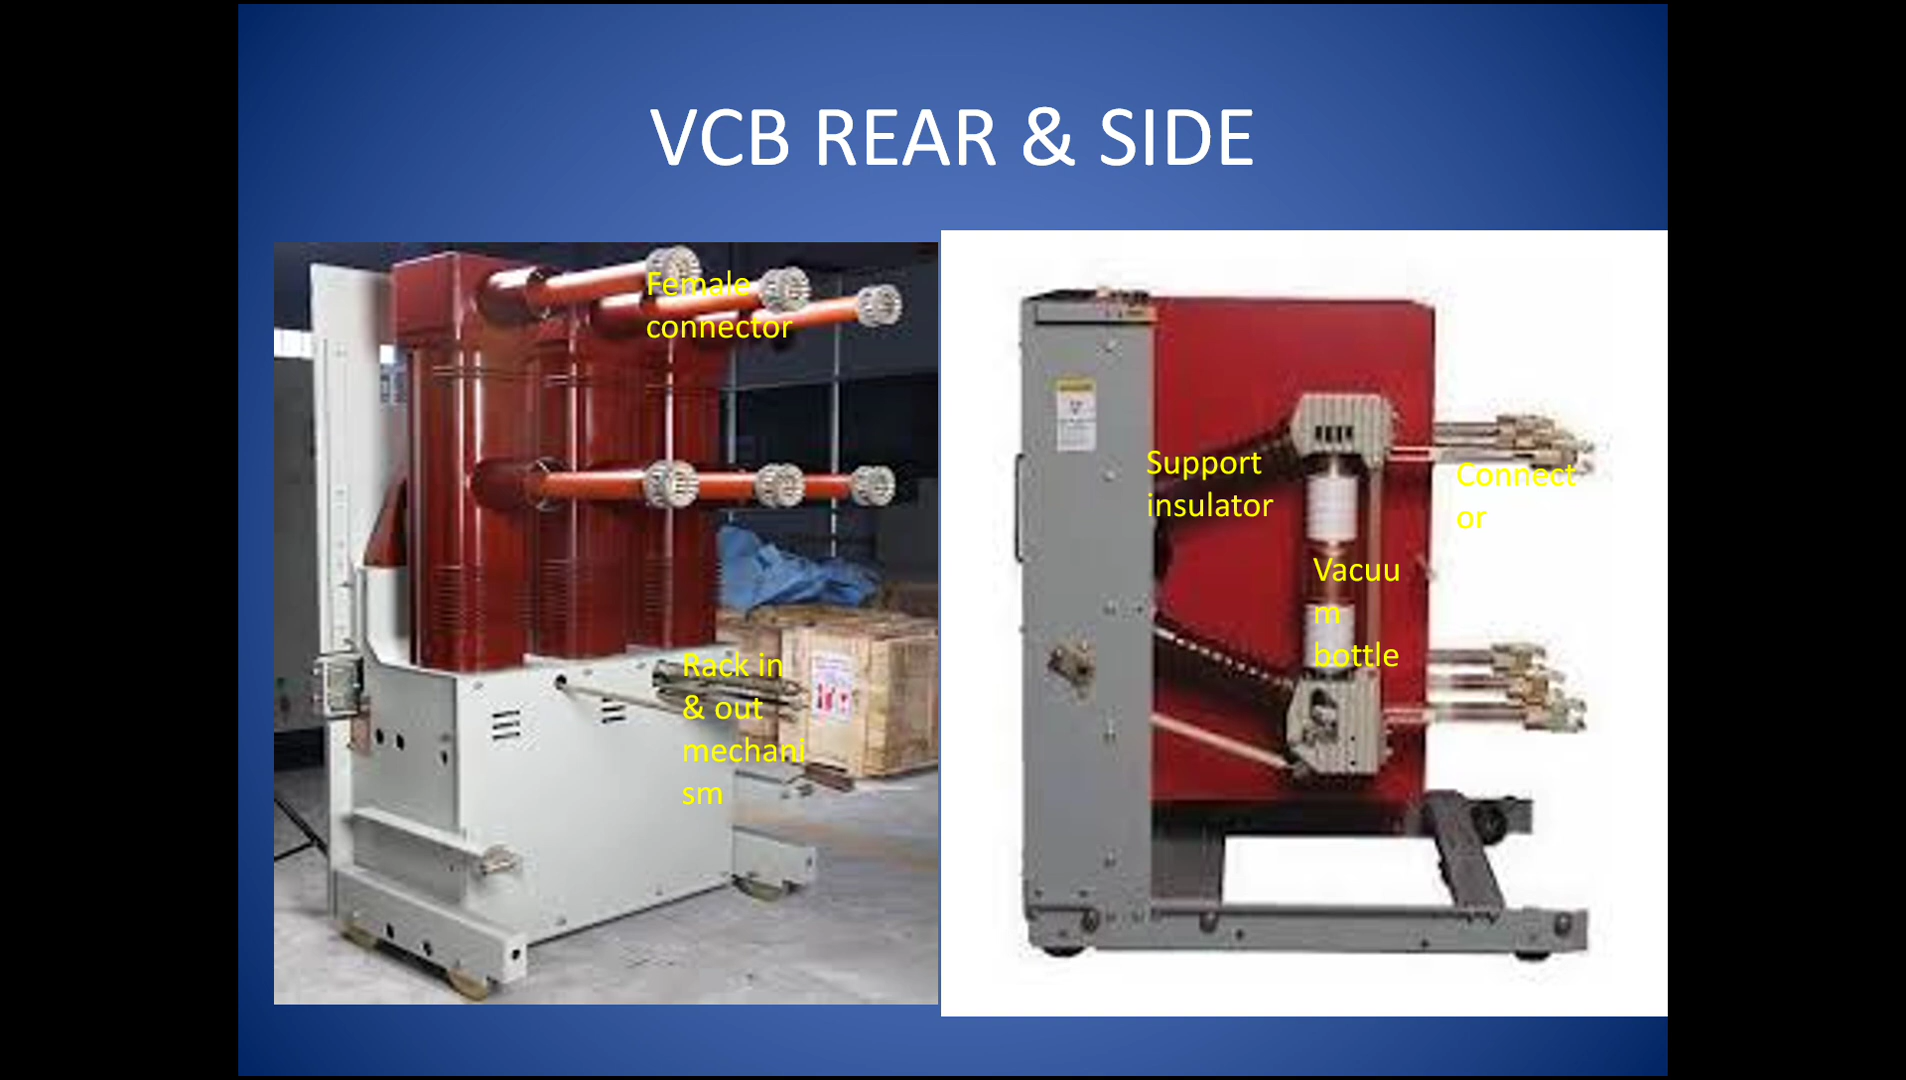 VCB REAR & SIDE
Female
connector
Rack in
& out
mechani
sm
Support
insulator
Connect
or
Vacuu
m
bottle